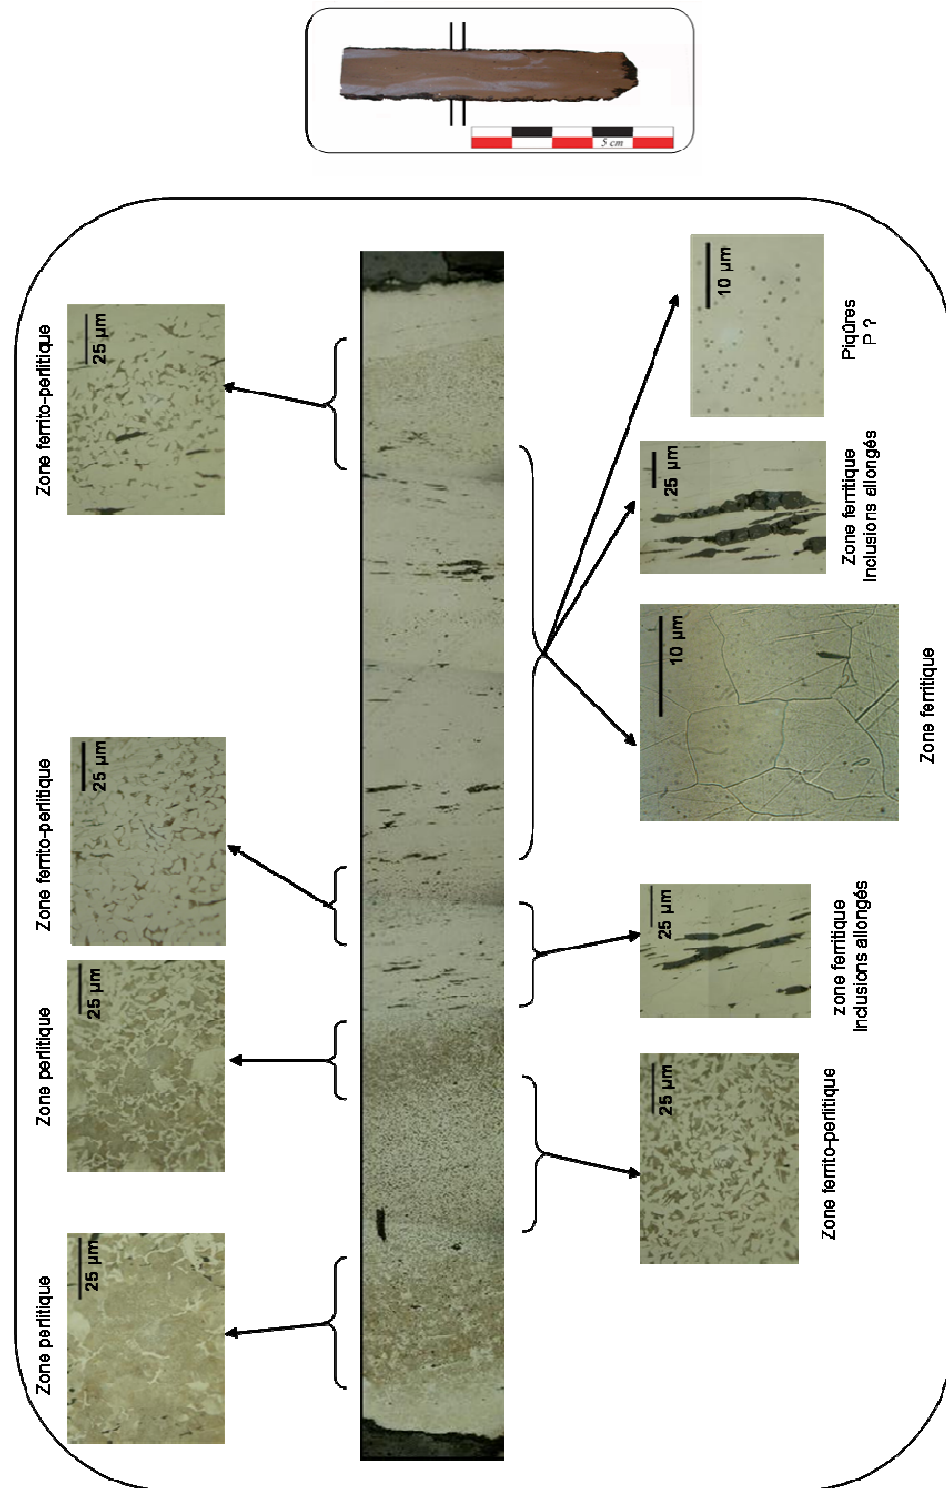 5 cm
Zone ferrito-perlitique
25 µm
Zone ferrito-perlitique
25 µm
Zone perlitique
25 µm
Zone perlitique
25 µm
10 µm
Piqûres
P ?
25 µm
Zone ferritique
Inclusions allongés
10 µm
Zone ferritique
25 µm
zone ferritique
Inclusions allongés
25 µm
Zone ferrito-perlitique